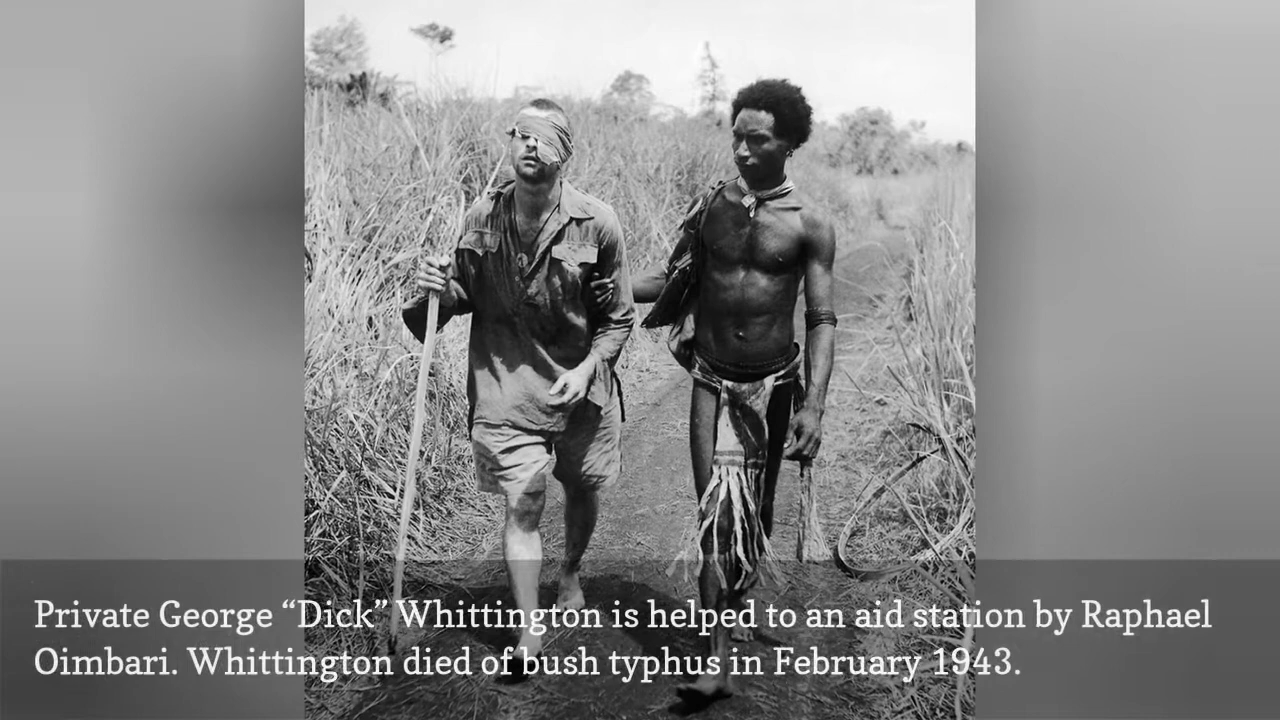 Private George “Dick” Whittington is helped to an aid station by Raphael
Oimbari. Whittington died of bush typhus in February 1943.